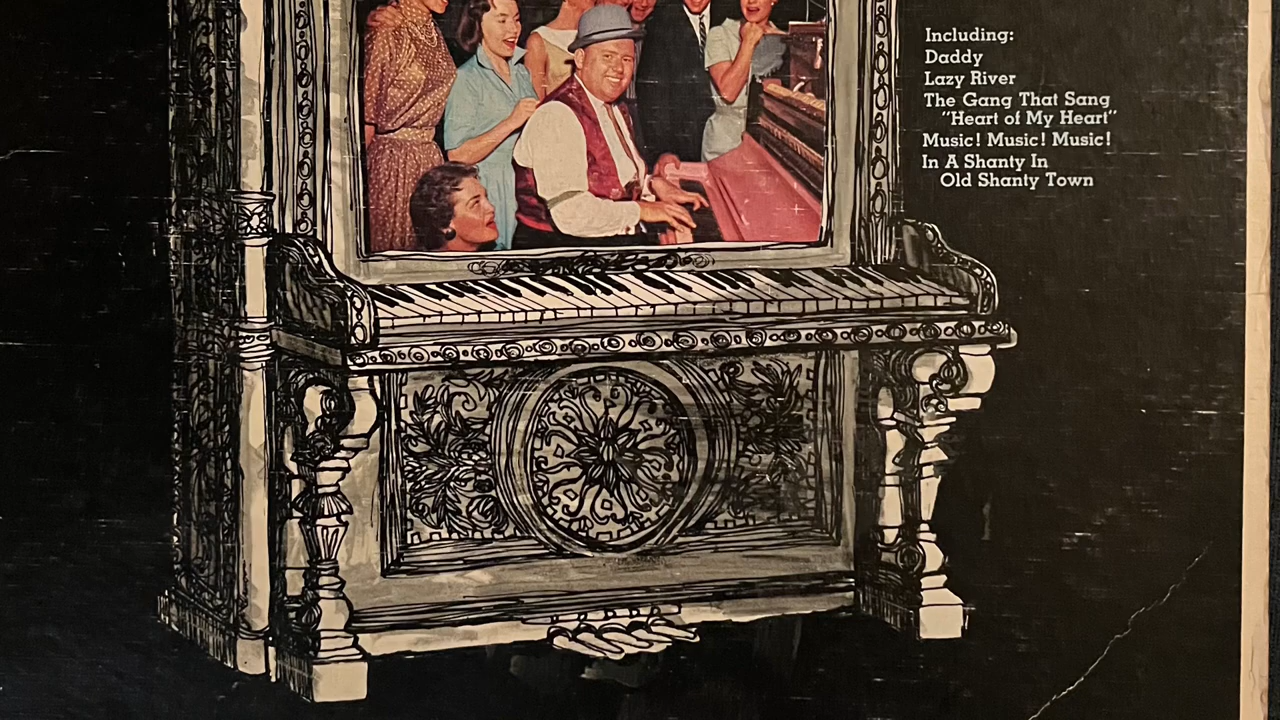 Including:
Daddy
Lazy River
The Gang That Sang
"Heart of My Heart"
Music! Music! Music!
In A Shanty In
Old Shanty Town